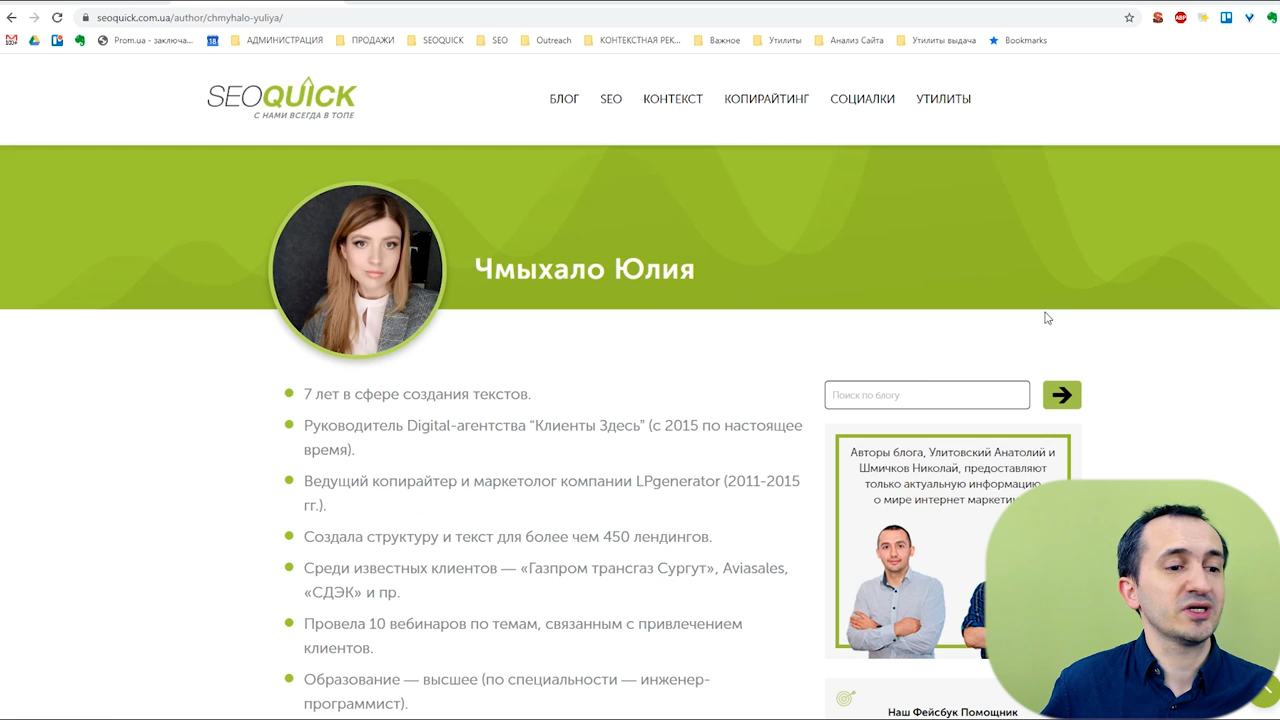 seoquick.com.ua/author/chmyhalo-yuliya/
ABP
100+
Prom.ua - заключа...
18
АДМИНИСТРАЦИЯ
ПРОДАЖИ
SEOQUICK
SEO
Outreach
КОНТЕКСТНАЯ РЕК...
Важное
Утилиты
Анализ Сайта
Утилиты выдача
Bookmarks
SEOQUICK
С НАМИ ВСЕГДА В ТОПЕ
БЛОГ
SEO
КОНТЕКСТ
КОПИРАЙТИНГ
СОЦИАЛКИ
УТИЛИТЫ
Чмыхало Юлия
7 лет в сфере создания текстов.
Руководитель Digital-агентства “Клиенты Здесь” (с 2015 по настоящее
время).
Ведущий копирайтер и маркетолог компании LPgenerator (2011-2015
гг.).
Создала структуру и текст для более чем 450 лендингов.
Среди известных клиентов — «Газпром трансгаз Сургут», Aviasales,
«СДЭК» и пр.
Провела 10 вебинаров по темам, связанным с привлечением
клиентов.
Образование — высшее (по специальности — инженер-
программист).
Поиск по блогу
Авторы блога, Улитовский Анатолий и
Шмичков Николай, предоставляют
только актуальную информацию
о мире интернет
Наш Фейсбук Помощник